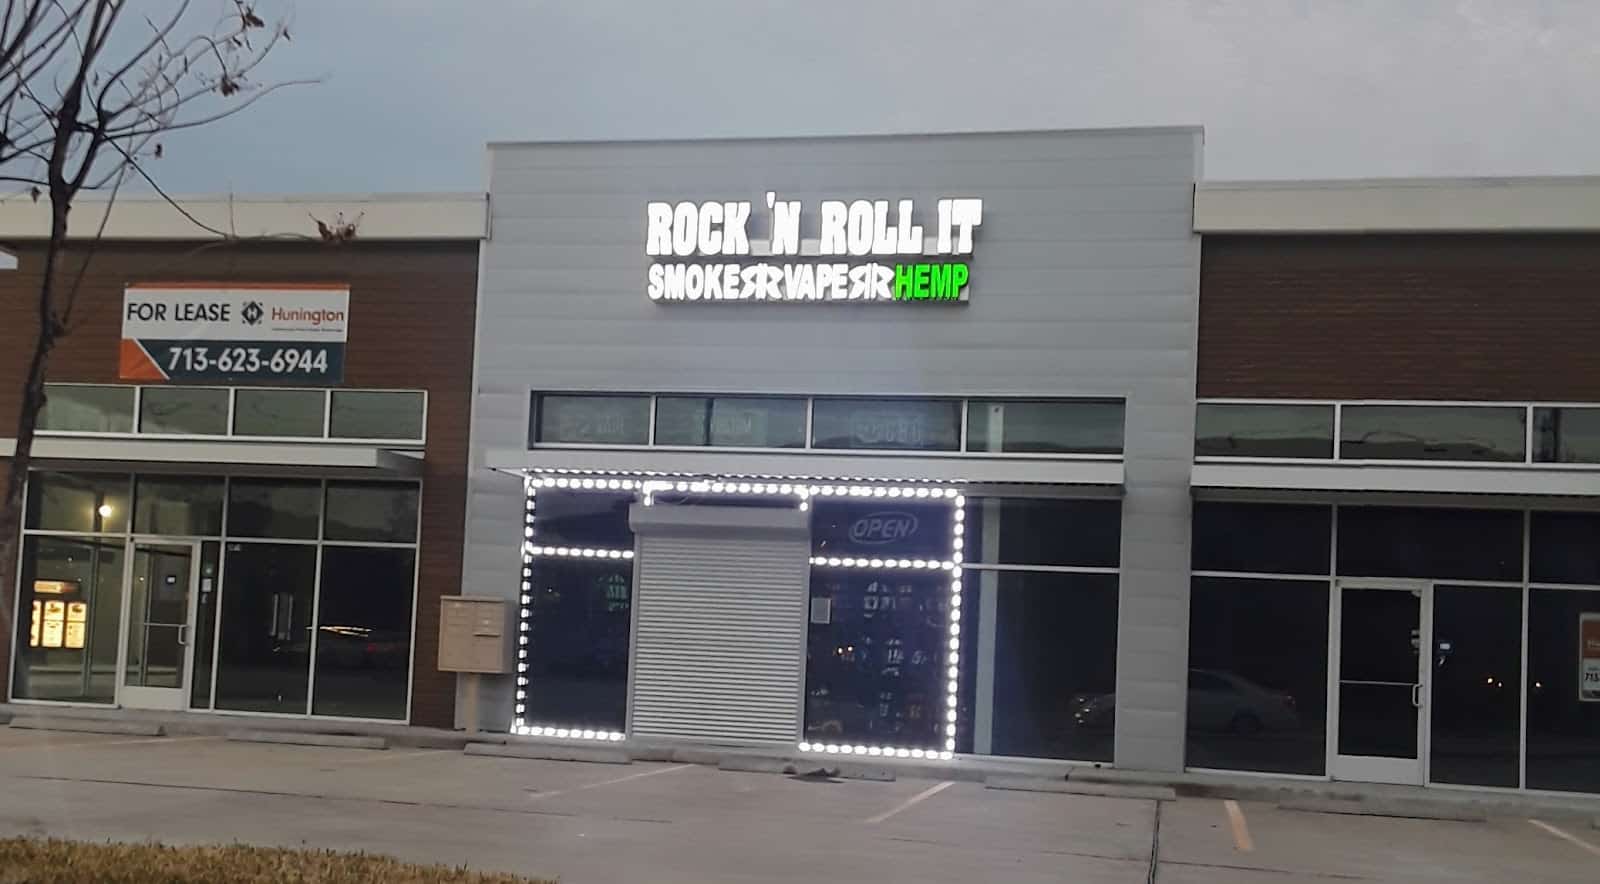 ROCK 'N ROLL IT
SMOKE VAPE HEMP
FOR LEASE Hunington
713-623-6944
OPEN